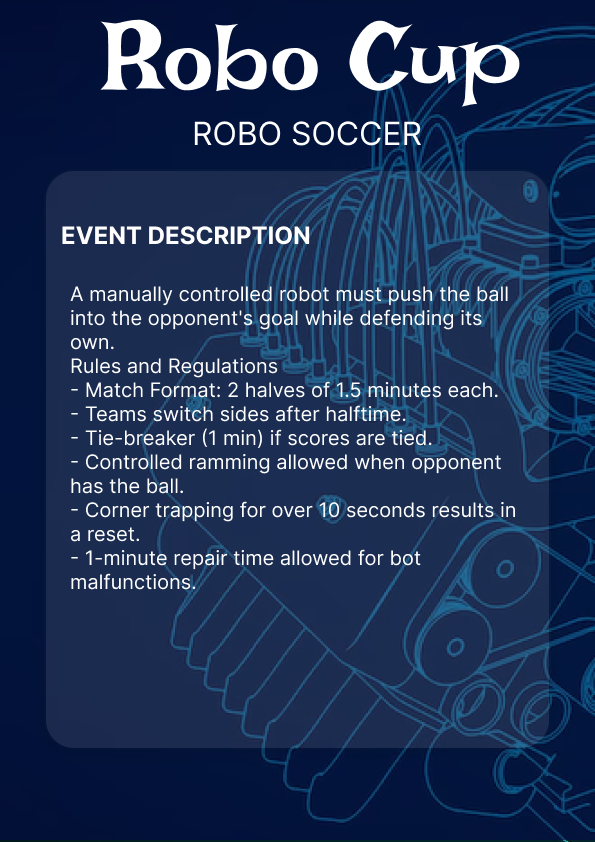 Robo Cup
ROBO SOCCER
EVENT DESCRIPTION
A manually controlled robot must push the ball
into the opponent's goal while defending its
own.
Rules and Regulations
- Match Format: 2 halves of 1.5 minutes each.
- Teams switch sides after halftime.
- Tie-breaker (1 min) if scores are tied.
- Controlled ramming allowed when opponent
has the ball.
- Corner trapping for over 10 seconds results in
a reset.
- 1-minute repair time allowed for bot
malfunctions.